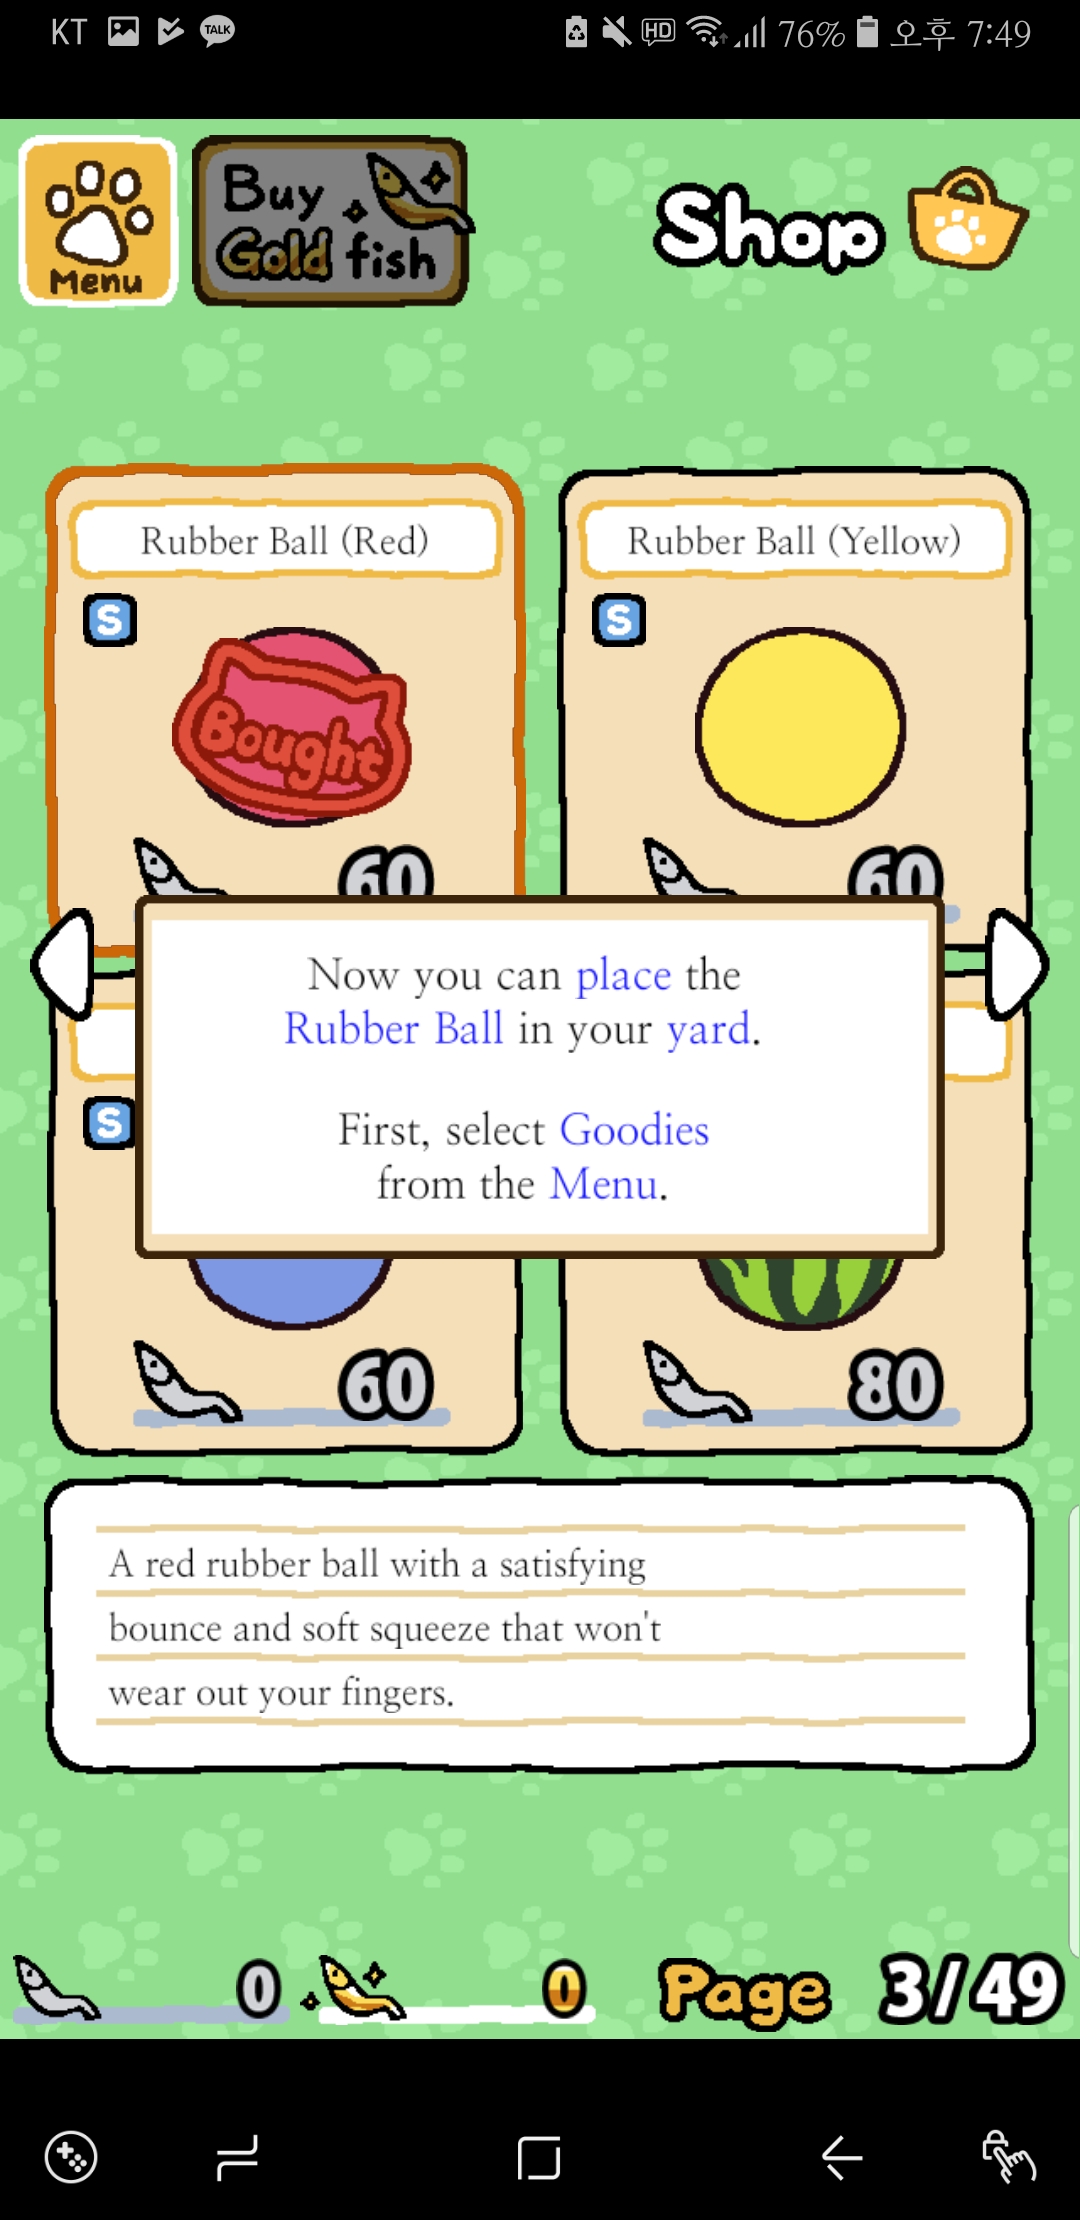 KT TALK HD 76% 오후 7:49
Menu
Buy
Gold fish
Shop
Rubber Ball (Red)
Rubber Ball (Yellow)
S
S
Bought
60
60
Now you can place the
Rubber Ball in your yard.
First, select Goodies
from the Menu.
S
60
80
A red rubber ball with a satisfying
bounce and soft squeeze that won't
wear out your fingers.
0
0
Page 3/49